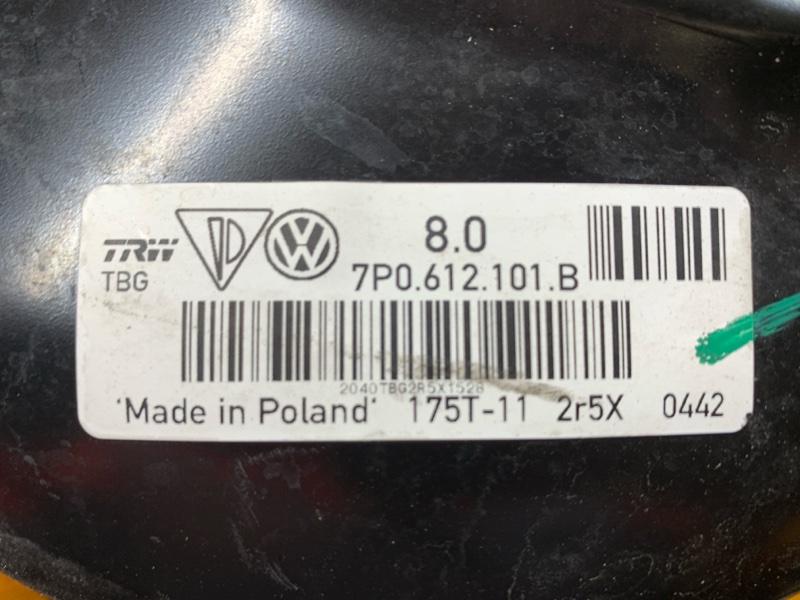 TRW
TBG
8.0
7P0.612.101.B
2040TBG2R5X1528
'Made in Poland' 175T-11 2r5X 0442